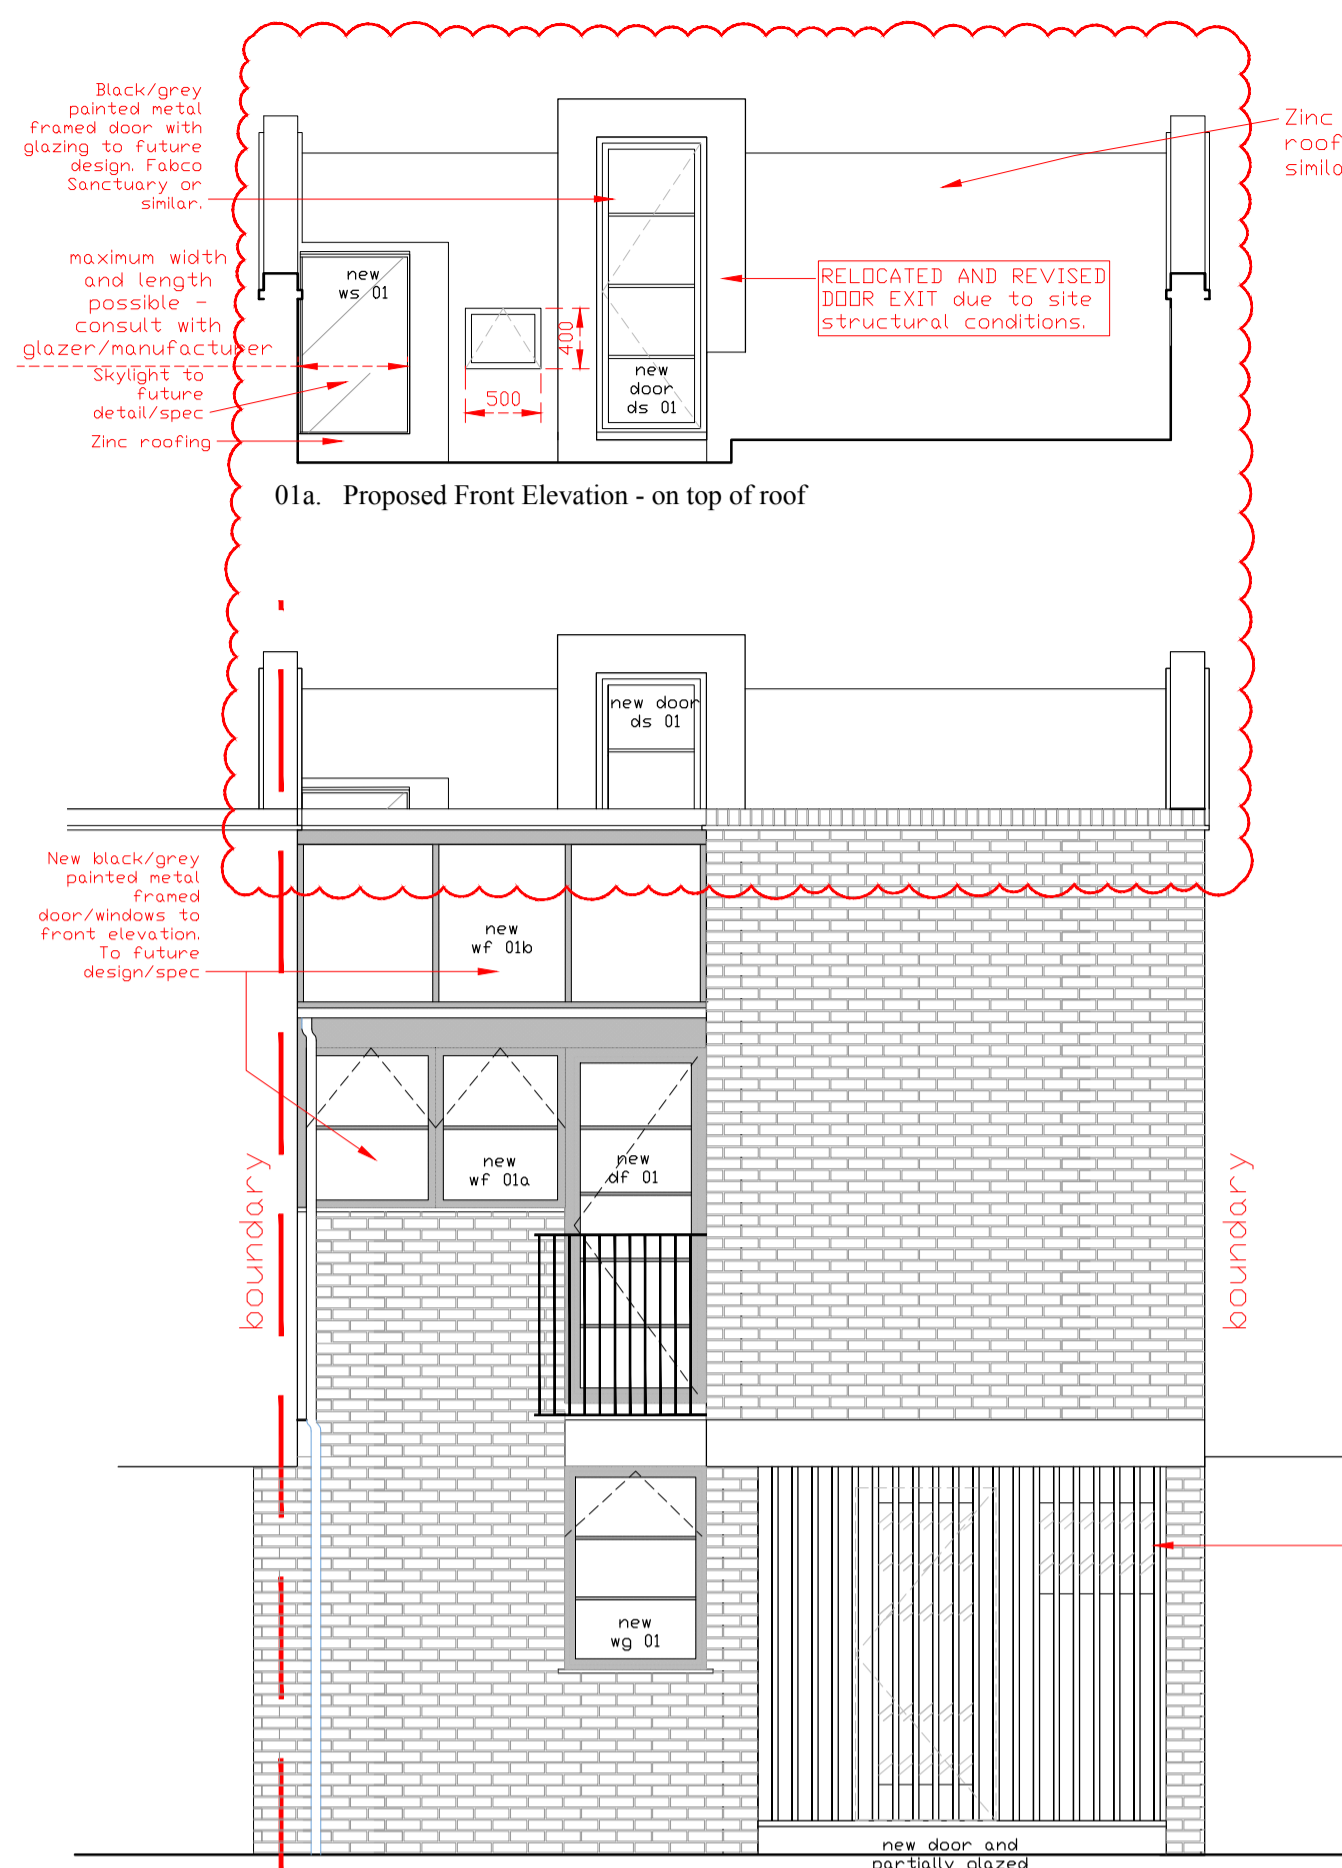 Black/grey
painted metal
framed door with
glazing to future
design. Fabco
Sanctuary or
similar.
Zinc
roof
maximum width
and length
possible -
consult with
glazer/manufacturer
Skylight to
future
detail/spec
Zinc roofing
new
ws 01
400
500
new
door
ds 01
RELOCATED AND REVISED
DOOR EXIT due to site
structural conditions.
01a. Proposed Front Elevation - on top of roof
new door
ds 01
New black/grey
painted metal
framed
door/windows to
front elevation.
To future
design/spec
new
wf 01b
new
wf 01a
new
df 01
boundary
boundary
new
wg 01
new door and
partially glazed